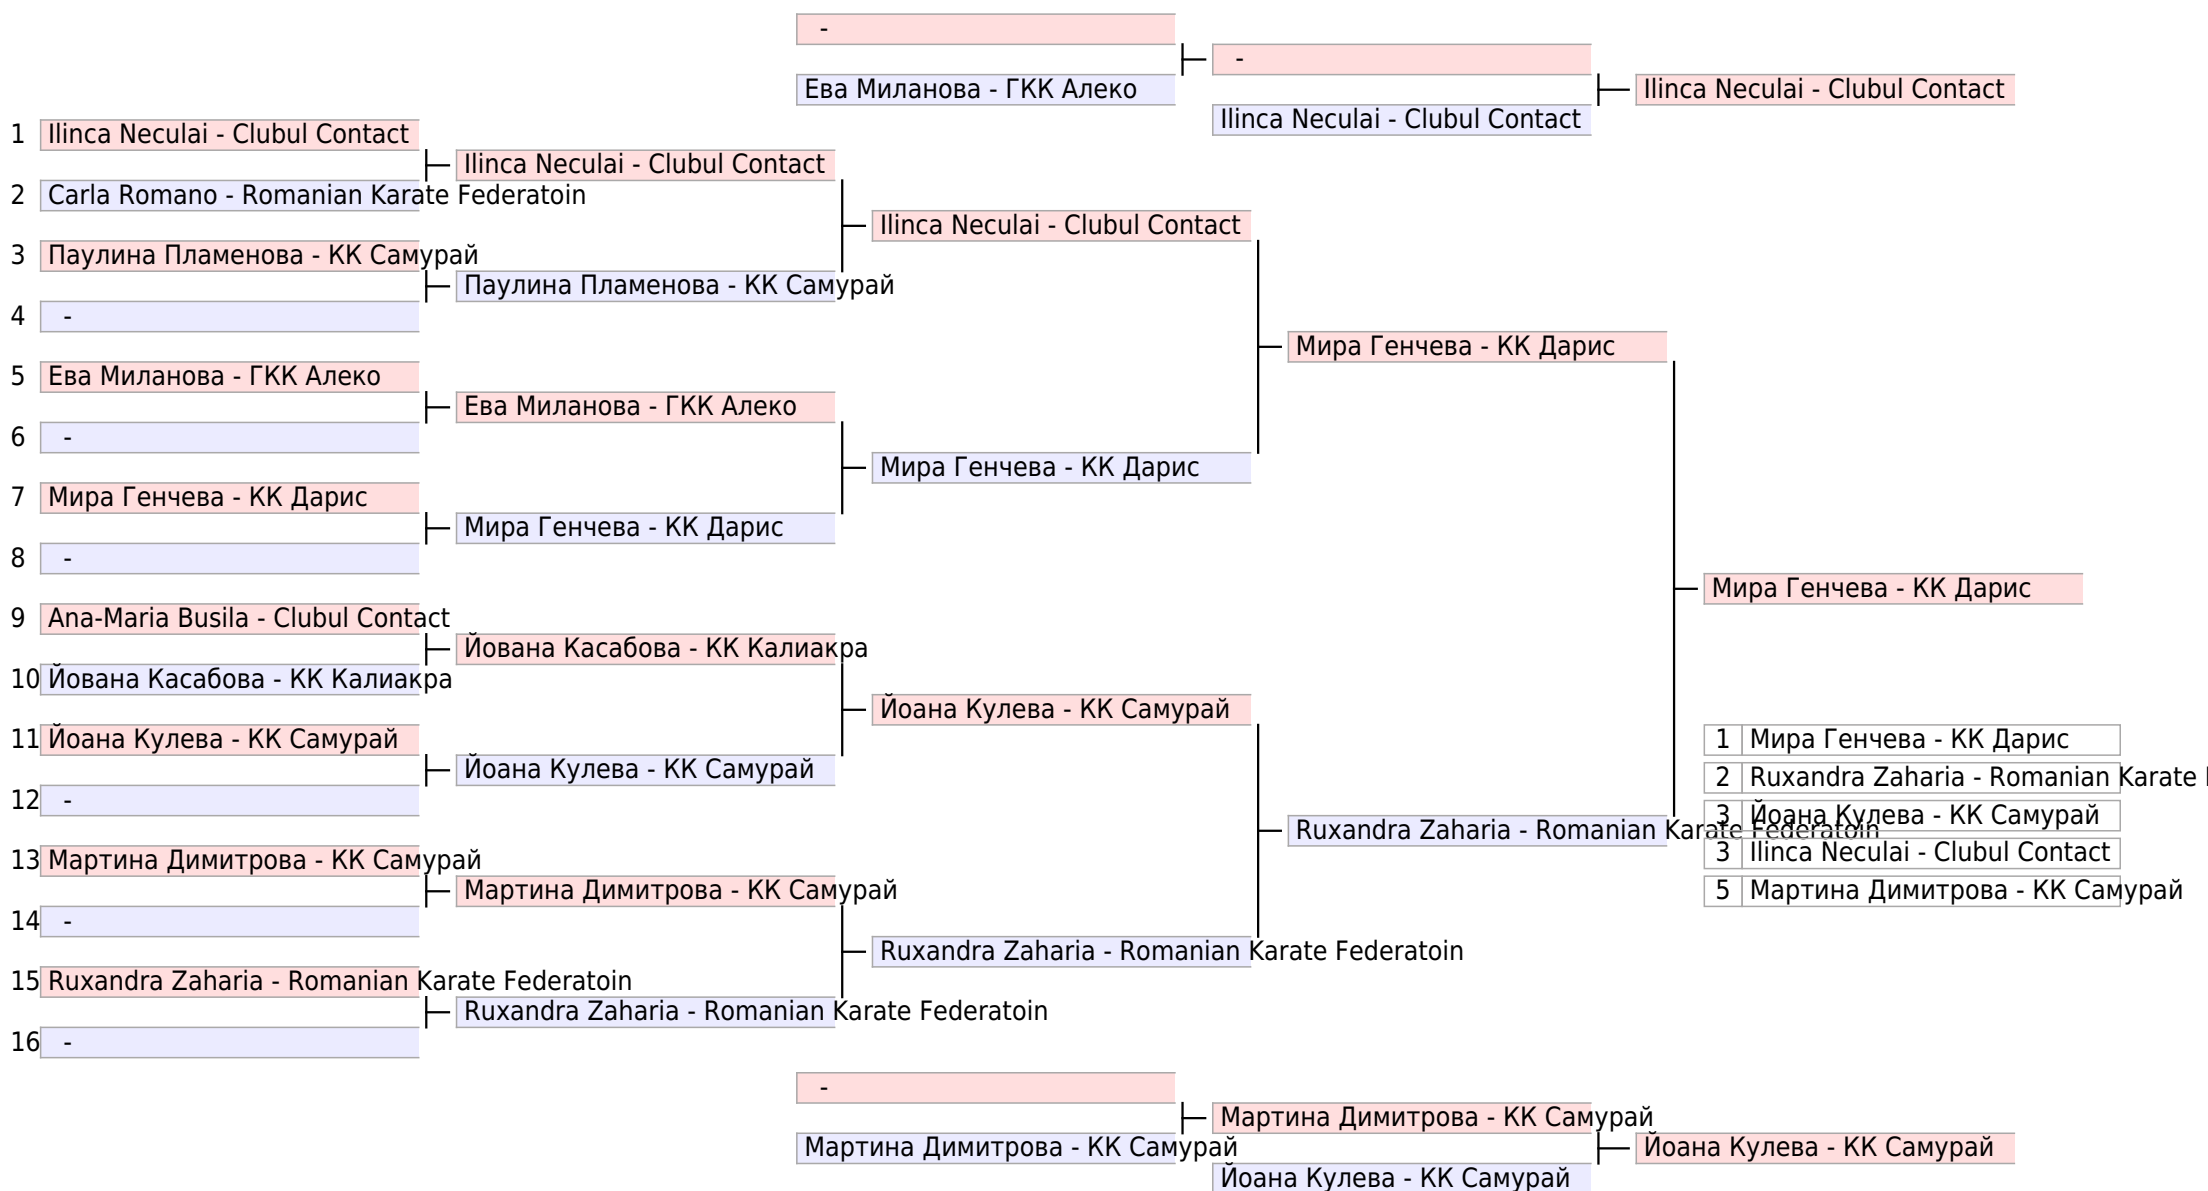 -
-
Ева Миланова - ГКК Алеко
Ilinca Neculai - Clubul Contact
Ilinca Neculai - Clubul Contact
1 Ilinca Neculai - Clubul Contact
Ilinca Neculai - Clubul Contact
2 Carla Romano - Romanian Karate Federatoin
Ilinca Neculai - Clubul Contact
3 Паулина Пламенова - КК Самурай
Паулина Пламенова - КК Самурай
4 -
Мира Генчева - КК Дарис
5 Ева Миланова - ГКК Алеко
Ева Миланова - ГКК Алеко
6 -
Мира Генчева - КК Дарис
7 Мира Генчева - КК Дарис
Мира Генчева - КК Дарис
8 -
Мира Генчева - КК Дарис
9 Ana-Maria Busila - Clubul Contact
Йована Касабова - КК Калиакра
10 Йована Касабова - КК Калиакра
Йоана Кулева - КК Самурай
11 Йоана Кулева - КК Самурай
Йоана Кулева - КК Самурай
12 -
1 Мира Генчева - КК Дарис
2 Ruxandra Zaharia - Romanian Karate
3 Йоана Кулева - КК Самурай
Ruxandra Zaharia - Romanian Karate Federatoin
3 Ilinca Neculai - Clubul Contact
5 Мартина Димитрова - КК Самурай
13 Мартина Димитрова - КК Самурай
Мартина Димитрова - КК Самурай
14 -
Ruxandra Zaharia - Romanian Karate Federatoin
15 Ruxandra Zaharia - Romanian Karate Federatoin
Ruxandra Zaharia - Romanian Karate Federatoin
16 -
-
Мартина Димитрова - КК Самурай
Мартина Димитрова - КК Самурай
Йоана Кулева - КК Самурай
Йоана Кулева - КК Самурай